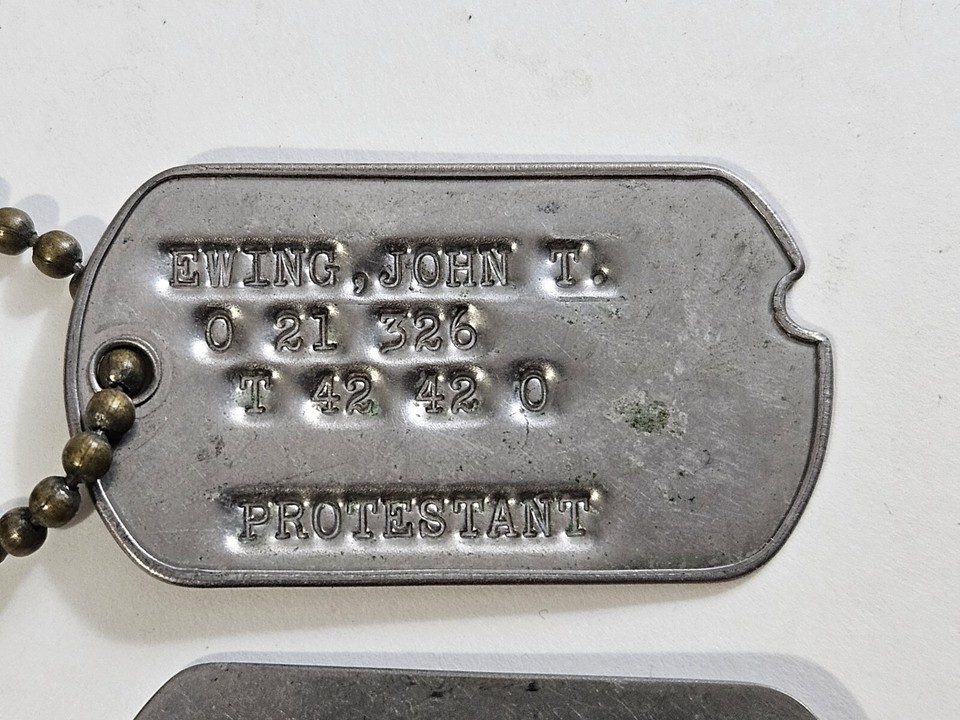 EWING,JOHN T.
O 21 326
T 42 42 O
PROTESTANT